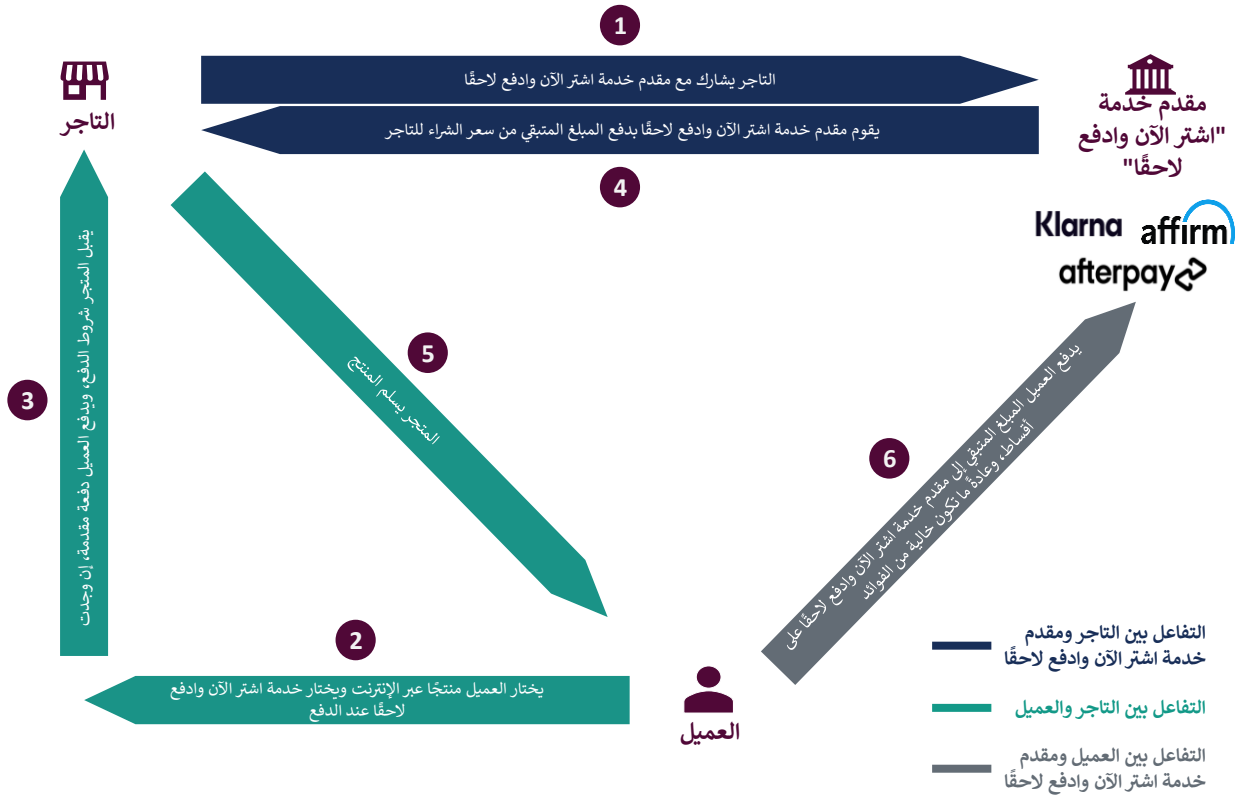 1
التاجر يشارك مع مقدم خدمة اشترِ الآن وادفع لاحقًا
التاجر
مقدم خدمة
"اشترِ الآن وادفع
لاحقًا"
يقوم مقدم خدمة اشترِ الآن وادفع لاحقًا بدفع المبلغ المتبقي من سعر الشراء للتاجر
4
Klarna
affirm
afterpay
3
يقبل المتجر شروط الدفع، ويدفع العميل دفعة مقدمة، إن وجدت
5
المتجر يسلم المنتج
6
يدفع العميل المبلغ المتبقي إلى مقدم خدمة اشترِ الآن وادفع لاحقًا على
أقساط، وعادةً ما تكون خالية من الفوائد
2
يختار العميل منتجًا عبر الإنترنت ويختار خدمة اشترِ الآن وادفع
لاحقًا عند الدفع
العميل
التفاعل بين التاجر ومقدم
خدمة اشترِ الآن وادفع لاحقًا
التفاعل بين التاجر والعميل
التفاعل بين العميل ومقدم
خدمة اشترِ الآن وادفع لاحقًا